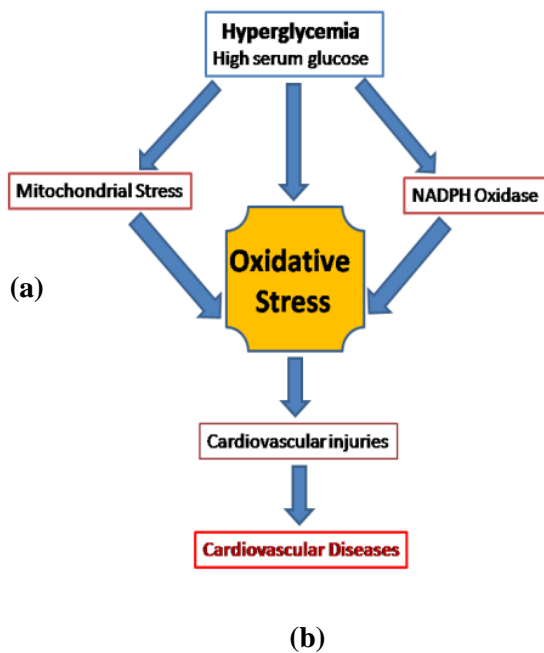 Hyperglycemia
High serum glucose
Mitochondrial Stress
NADPH Oxidase
Oxidative
Stress
(a)
Cardiovascular injuries
Cardiovascular Diseases
(b)